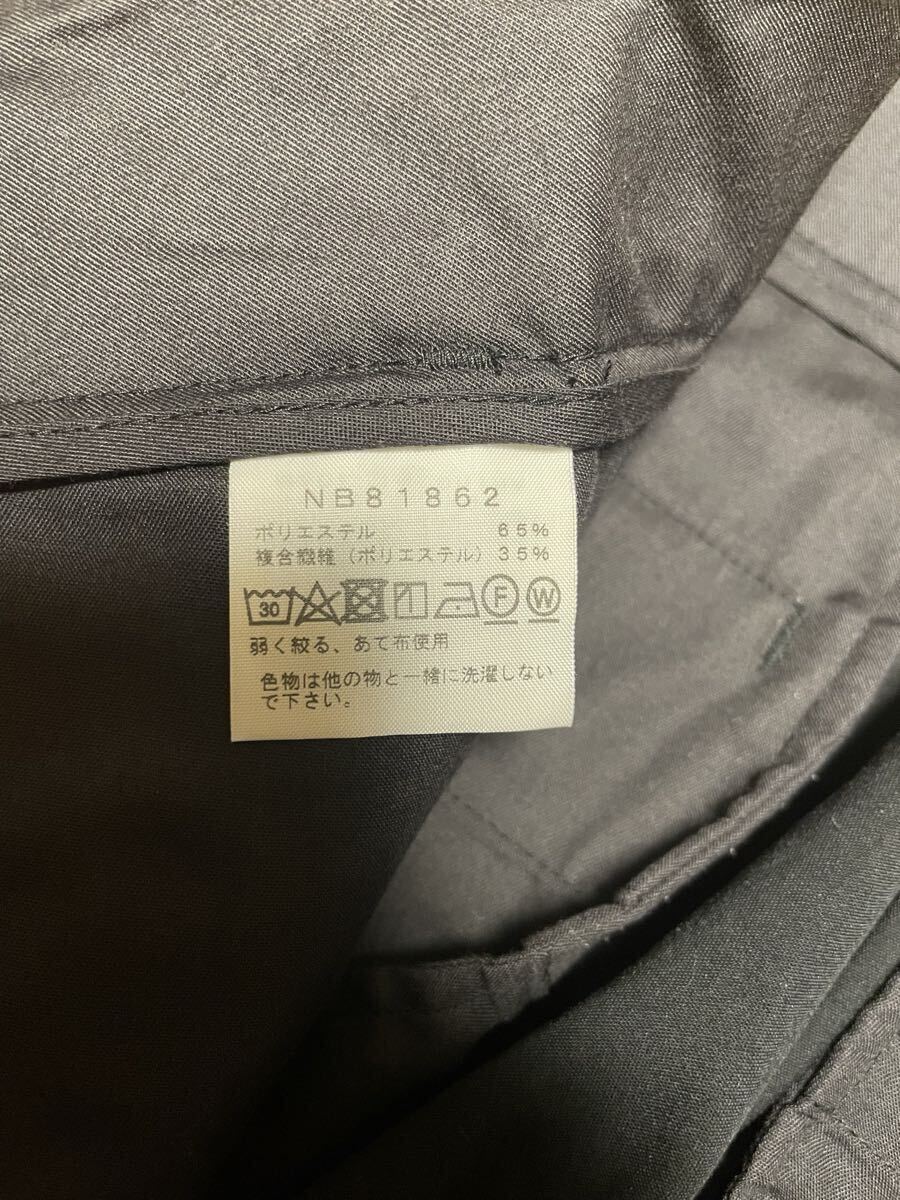 NB81862
ポリエステル 65%
複合繊維(ポリエステル)35%
30 F W
弱く絞る、あて布使用
色物は他の物と一緒に洗濯しない
で下さい。